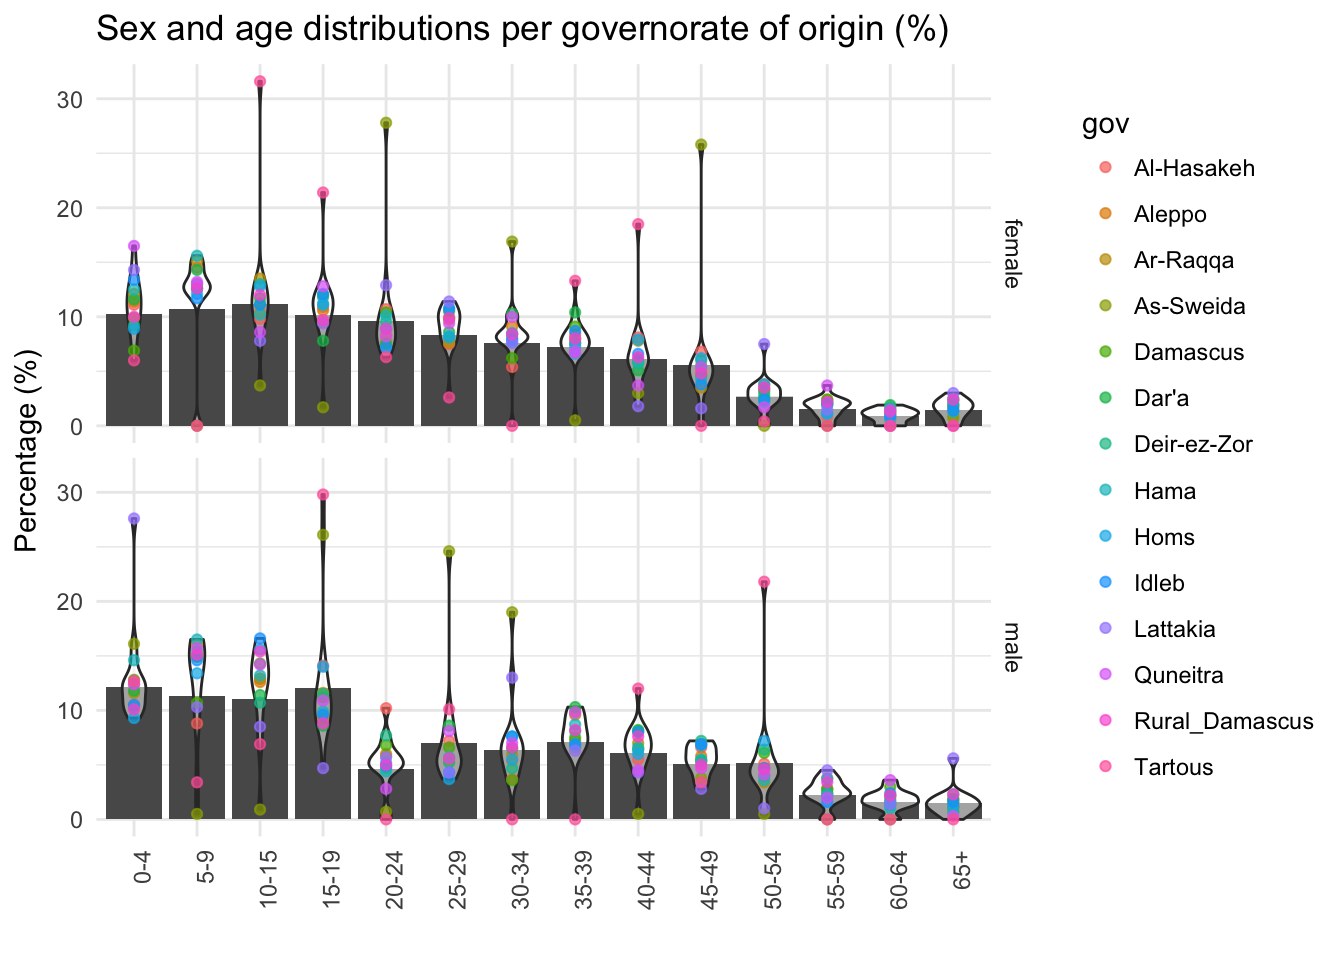 Sex and age distributions per governorate of origin (%)
Percentage (%)
30
20
10
0
female
30
20
10
0
male
0-4
5-9
10-15
15-19
20-24
25-29
30-34
35-39
40-44
45-49
50-54
55-59
60-64
65+
gov
Al-Hasakeh
Aleppo
Ar-Raqqa
As-Sweida
Damascus
Dar'a
Deir-ez-Zor
Hama
Homs
Idleb
Lattakia
Quneitra
Rural_Damascus
Tartous